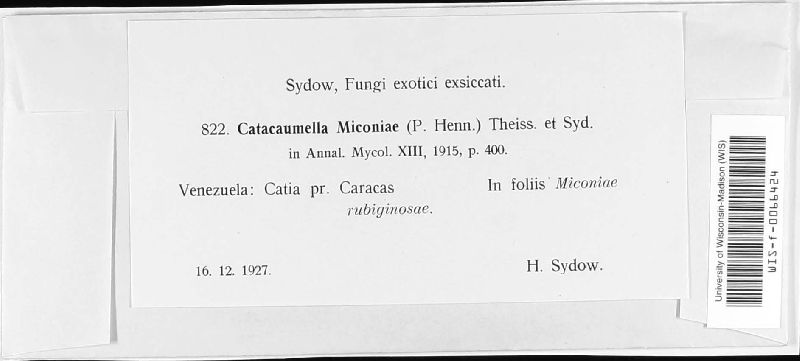 Sydow, Fungi exotici exsiccati.
822. Catacaumella Miconiae (P. Henn.) Theiss. et Syd.
in Annal. Mycol. XIII, 1915, p. 400.
Venezuela: Catia pr. Caracas In foliis Miconiae
rubiginosae.
16. 12. 1927. H. Sydow.
University of Wisconsin-Madison (WIS)
WIS-f-0066424